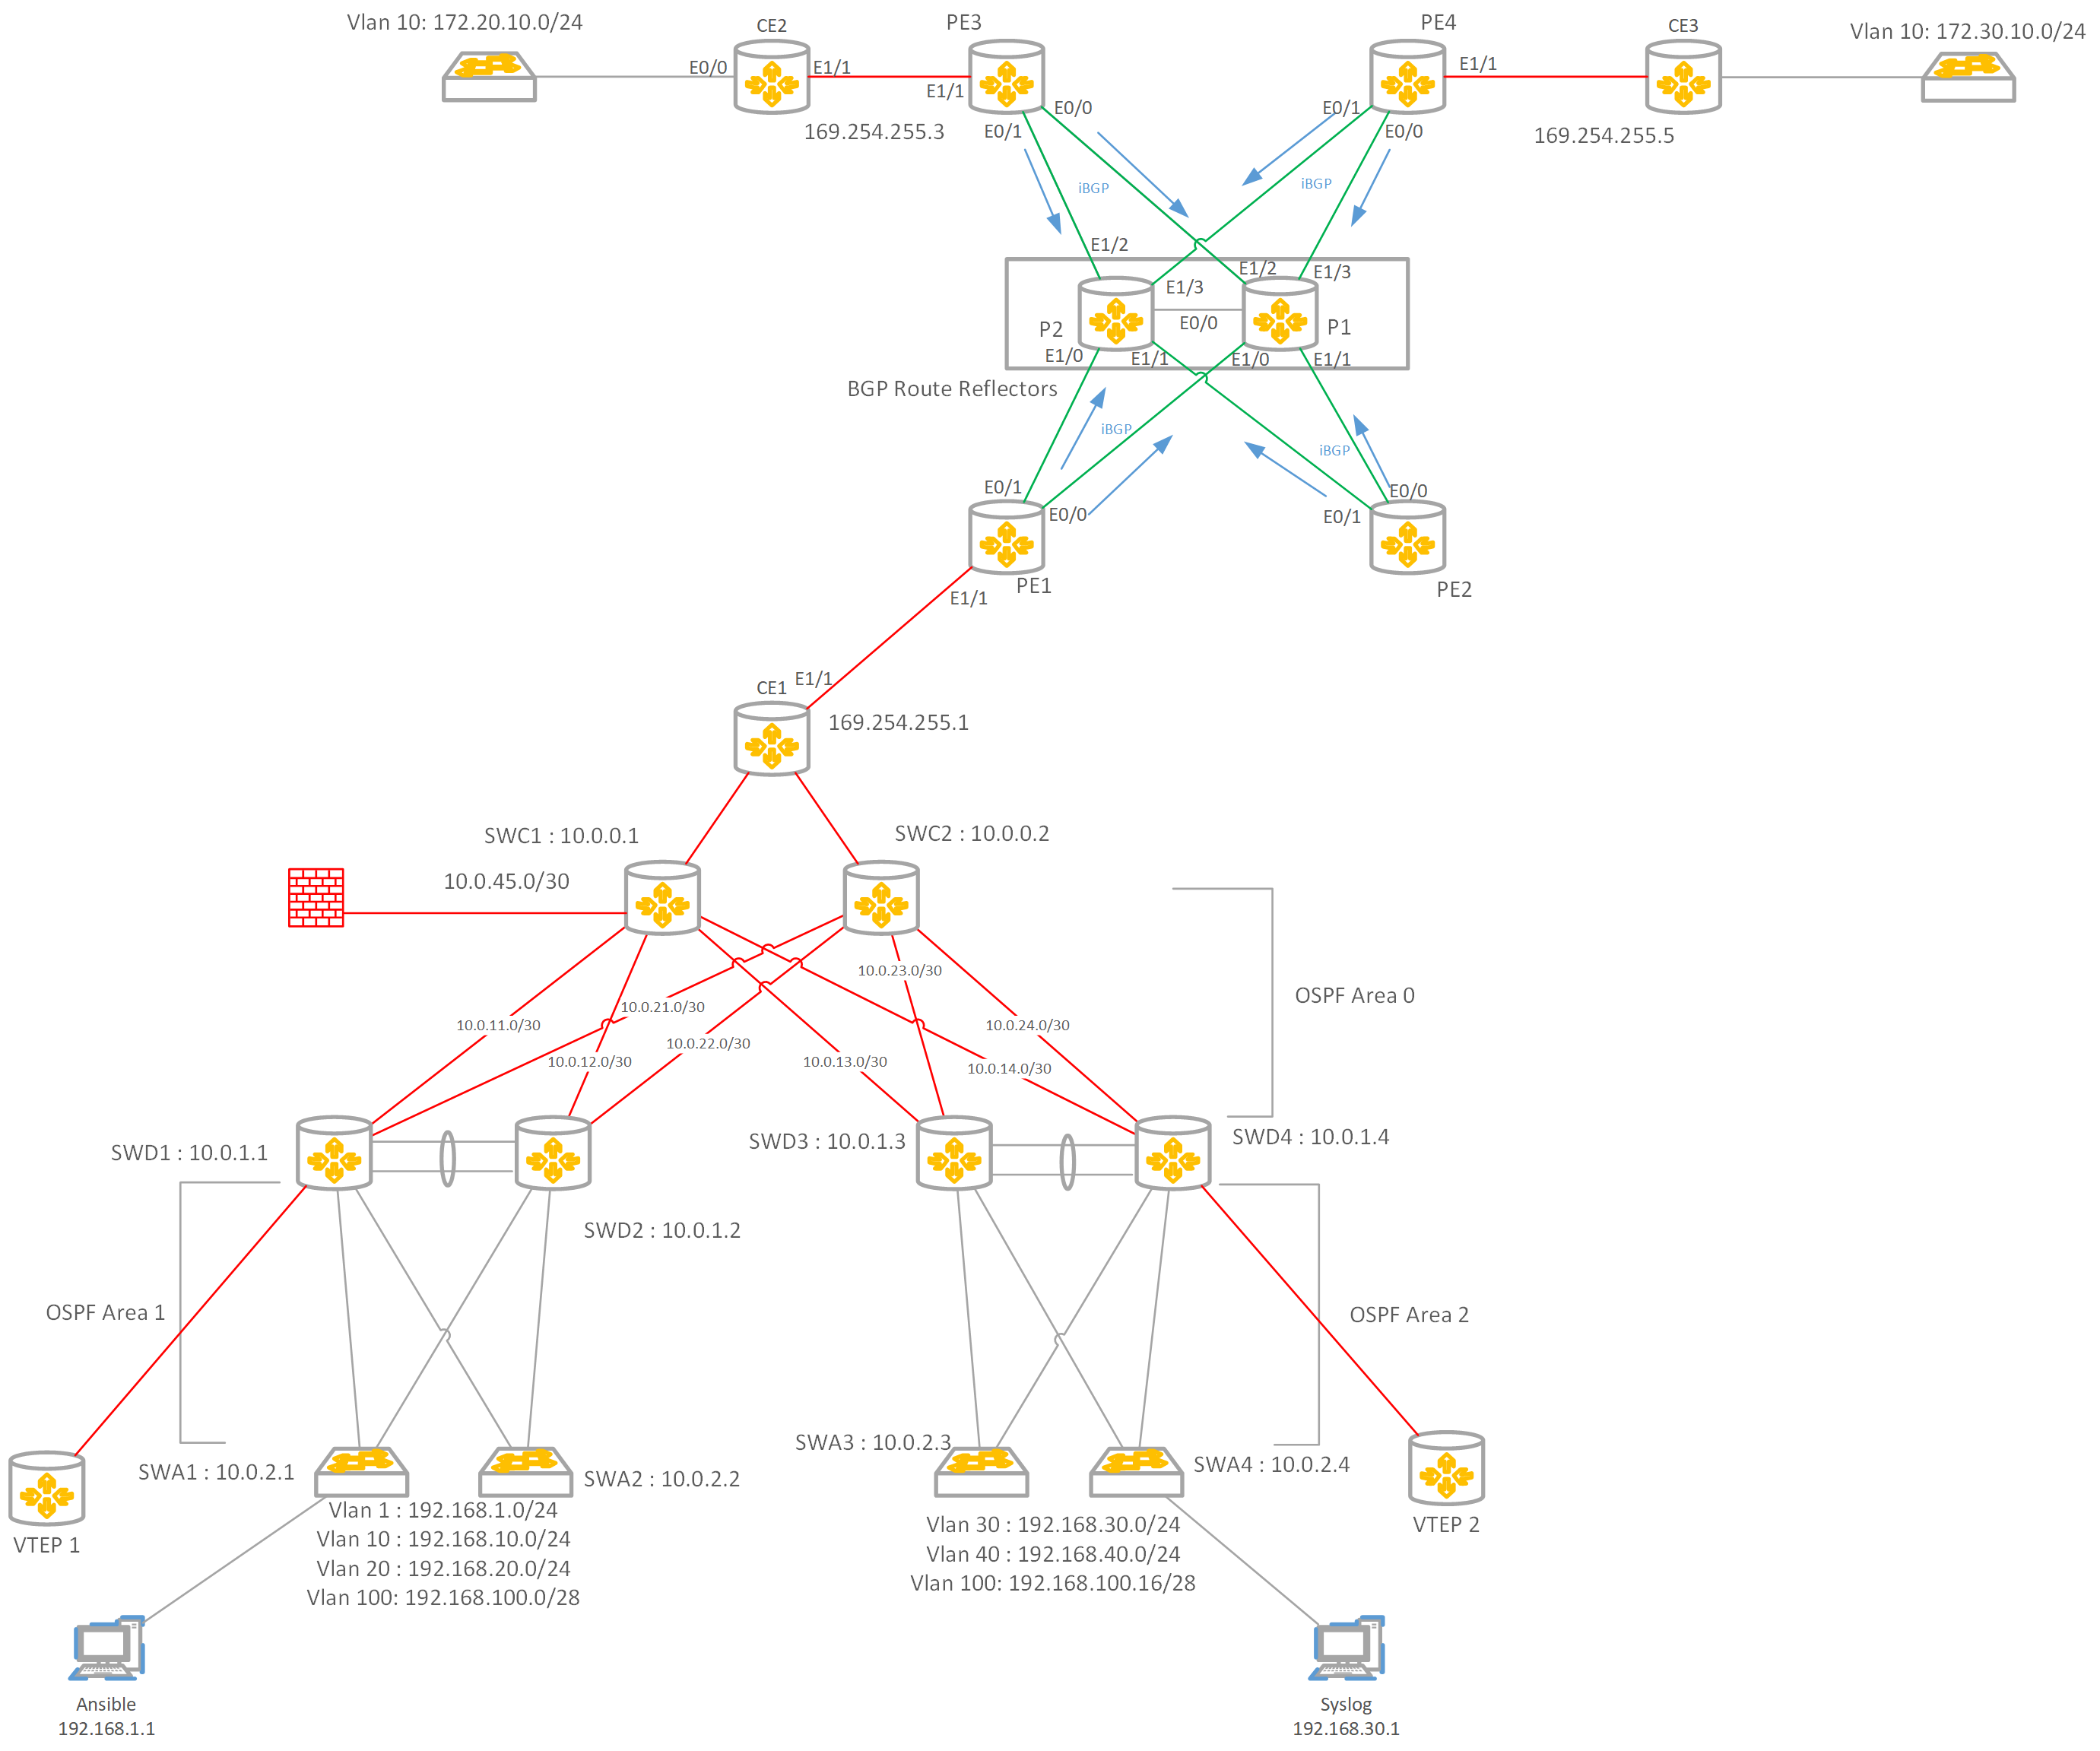 Vlan 10: 172.20.10.0/24
CE2
PE3
PE4
CE3
Vlan 10: 172.30.10.0/24
E0/0
E1/1
E1/1
E1/1
E0/0
E0/1
E0/1
E0/0
169.254.255.3
169.254.255.5
iBGP
iBGP
E1/2
E1/2
E1/3
E1/3
E0/0
P2
P1
E1/0
E1/1
E1/0
E1/1
BGP Route Reflectors
iBGP
iBGP
E0/1
E0/0
E0/0
E0/1
PE1
PE2
E1/1
E1/1
CE1
169.254.255.1
SWC1 : 10.0.0.1
SWC2 : 10.0.0.2
10.0.45.0/30
10.0.23.0/30
10.0.21.0/30
10.0.11.0/30
10.0.24.0/30
10.0.22.0/30
10.0.12.0/30
10.0.13.0/30
10.0.14.0/30
OSPF Area 0
SWD1 : 10.0.1.1
SWD3 : 10.0.1.3
SWD4 : 10.0.1.4
SWD2 : 10.0.1.2
OSPF Area 1
OSPF Area 2
SWA1 : 10.0.2.1
SWA2 : 10.0.2.2
SWA3 : 10.0.2.3
SWA4 : 10.0.2.4
VTEP 1
VTEP 2
Vlan 1 : 192.168.1.0/24
Vlan 10 : 192.168.10.0/24
Vlan 20 : 192.168.20.0/24
Vlan 100: 192.168.100.0/28
Vlan 30 : 192.168.30.0/24
Vlan 40 : 192.168.40.0/24
Vlan 100: 192.168.100.16/28
Ansible
192.168.1.1
Syslog
192.168.30.1